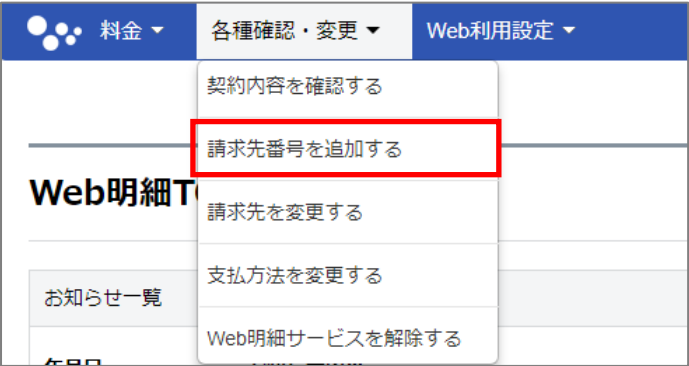 料金 各種確認・変更 Web利用設定
契約内容を確認する
請求先番号を追加する
Web明細T
請求先を変更する
支払方法を変更する
お知らせ一覧
Web明細サービスを解除する